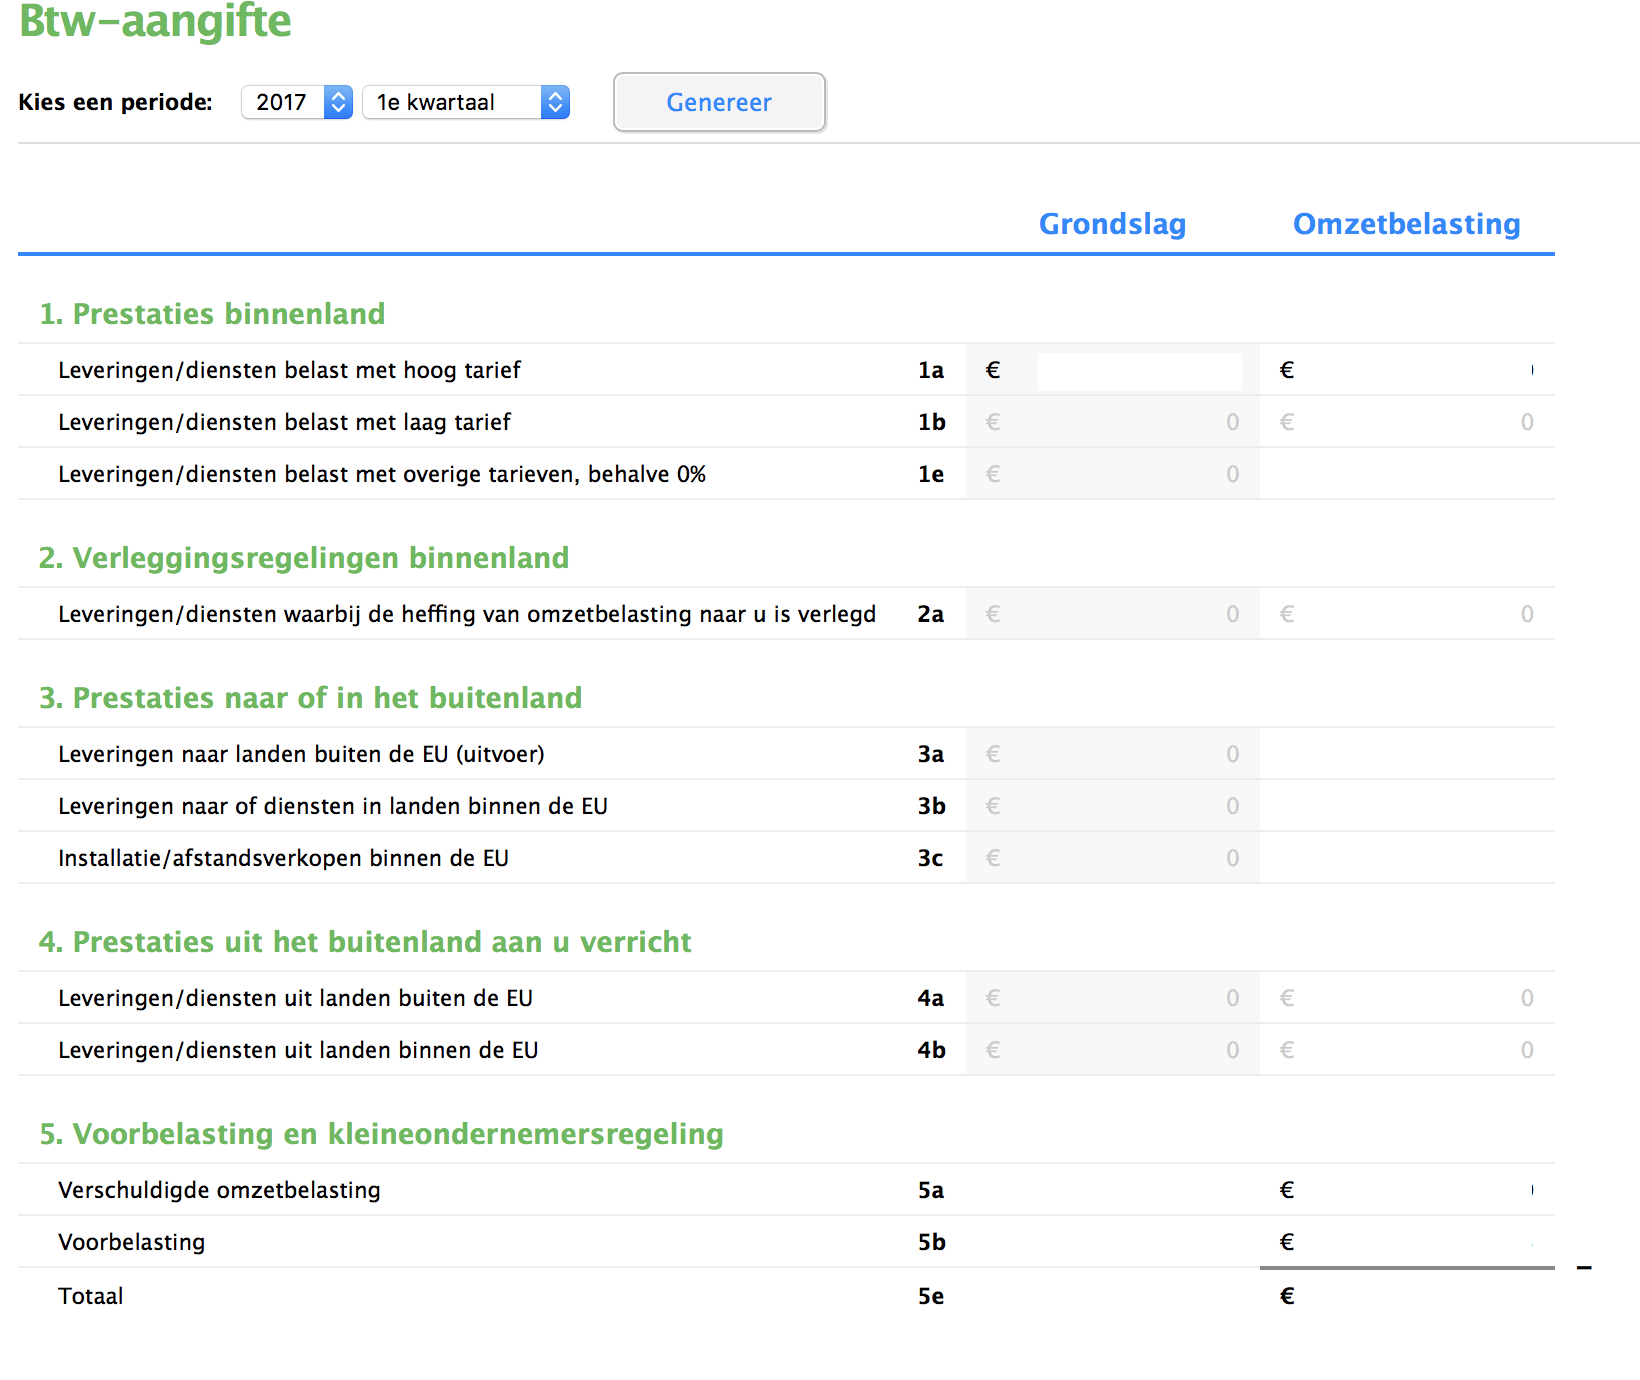 Btw-aangifte
Kies een periode: 2017 1e kwartaal Genereer
Grondslag Omzetbelasting
1. Prestaties binnenland
Leveringen/diensten belast met hoog tarief 1a € €
Leveringen/diensten belast met laag tarief 1b € 0 € 0
Leveringen/diensten belast met overige tarieven, behalve 0% 1e € 0
2. Verleggingsregelingen binnenland
Leveringen/diensten waarbij de heffing van omzetbelasting naar u is verlegd 2a € 0 € 0
3. Prestaties naar of in het buitenland
Leveringen naar landen buiten de EU (uitvoer) 3a € 0
Leveringen naar of diensten in landen binnen de EU 3b € 0
Installatie/afstandsverkopen binnen de EU 3c € 0
4. Prestaties uit het buitenland aan u verricht
Leveringen/diensten uit landen buiten de EU 4a € 0 € 0
Leveringen/diensten uit landen binnen de EU 4b € 0 € 0
5. Voorbelasting en kleineondernemersregeling
Verschuldigde omzetbelasting 5a €
Voorbelasting 5b €
–
Totaal 5e €